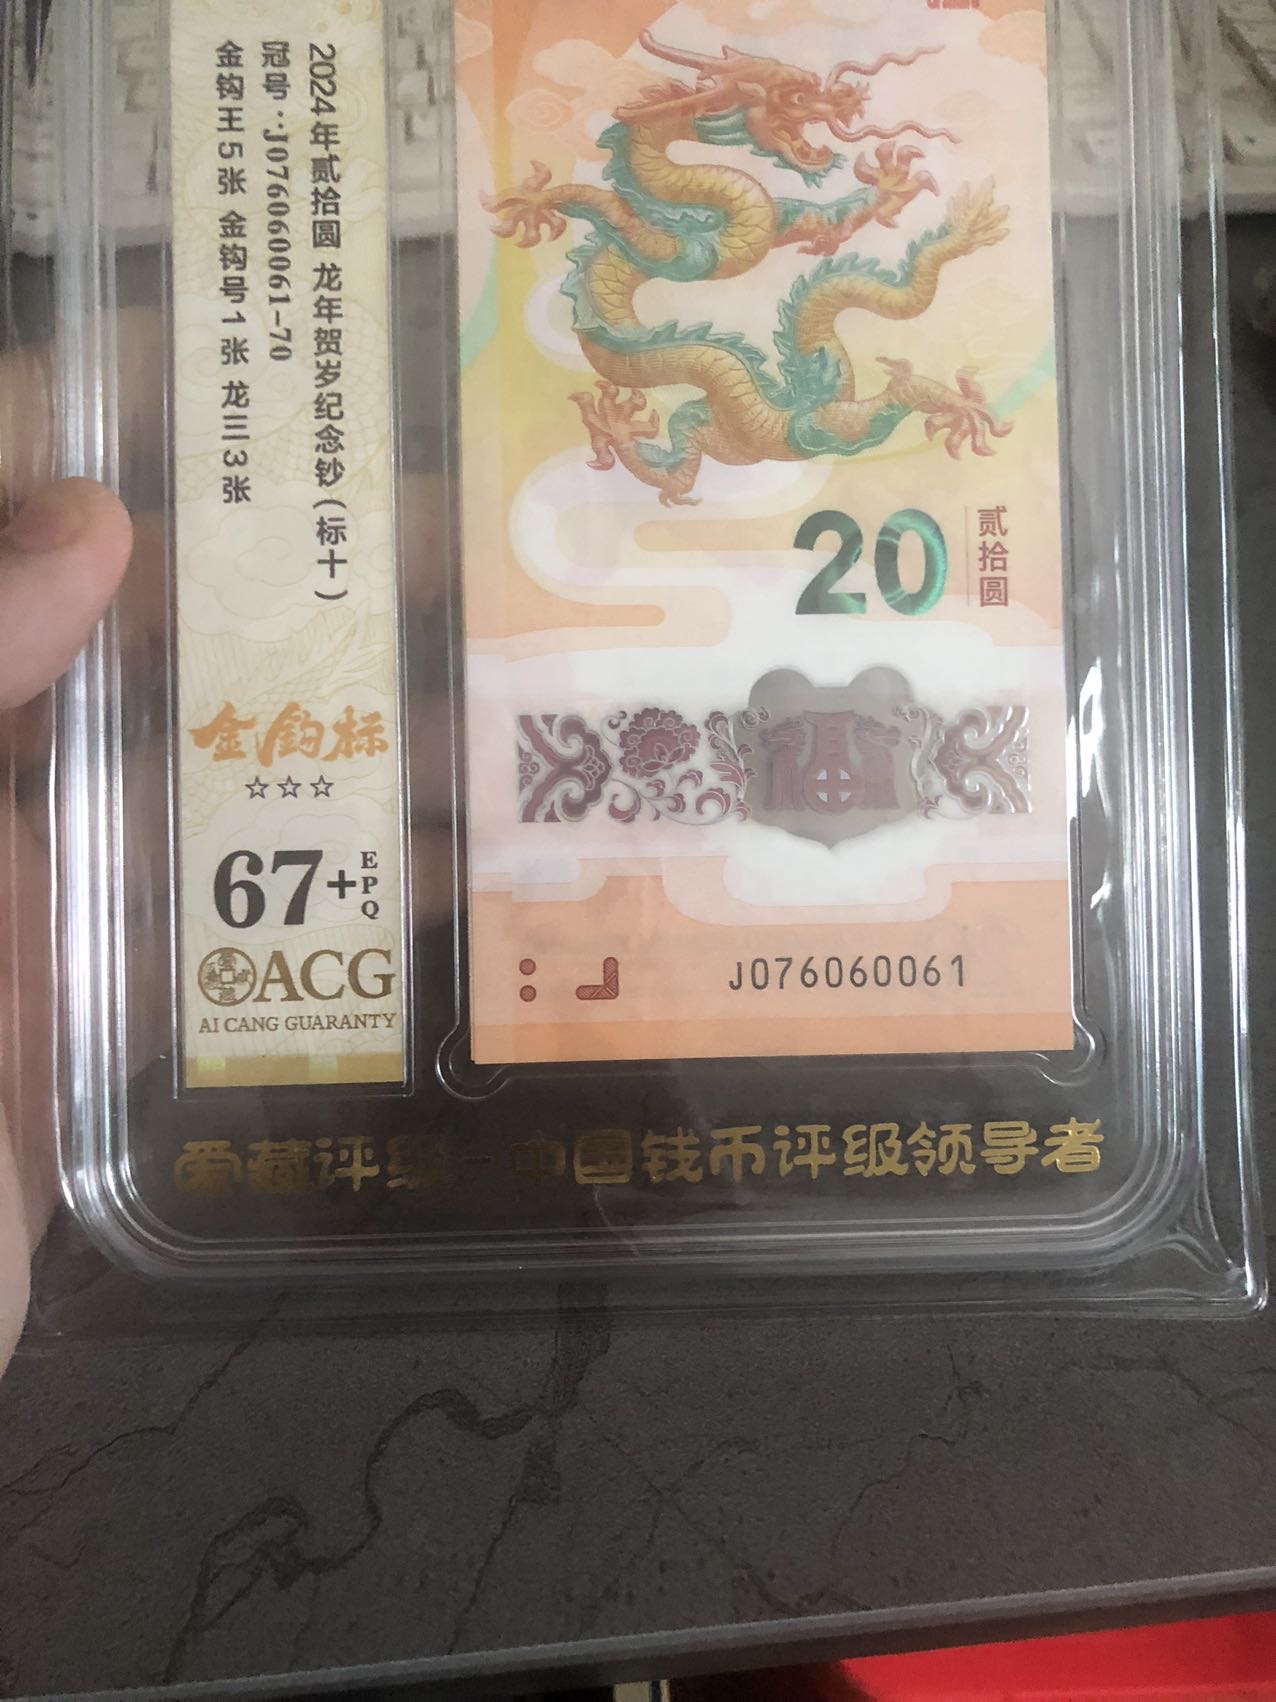 2024年贰拾圆 龙年贺岁纪念钞(标十)
冠号:J076060061-70
金钩王5张 金钩号1张 龙三3张
金钩标
☆☆☆
67+
EPQ
ACG
AI CANG GUARANTY
20
贰拾圆
J076060061
爱藏评级-中国钱币评级领导者